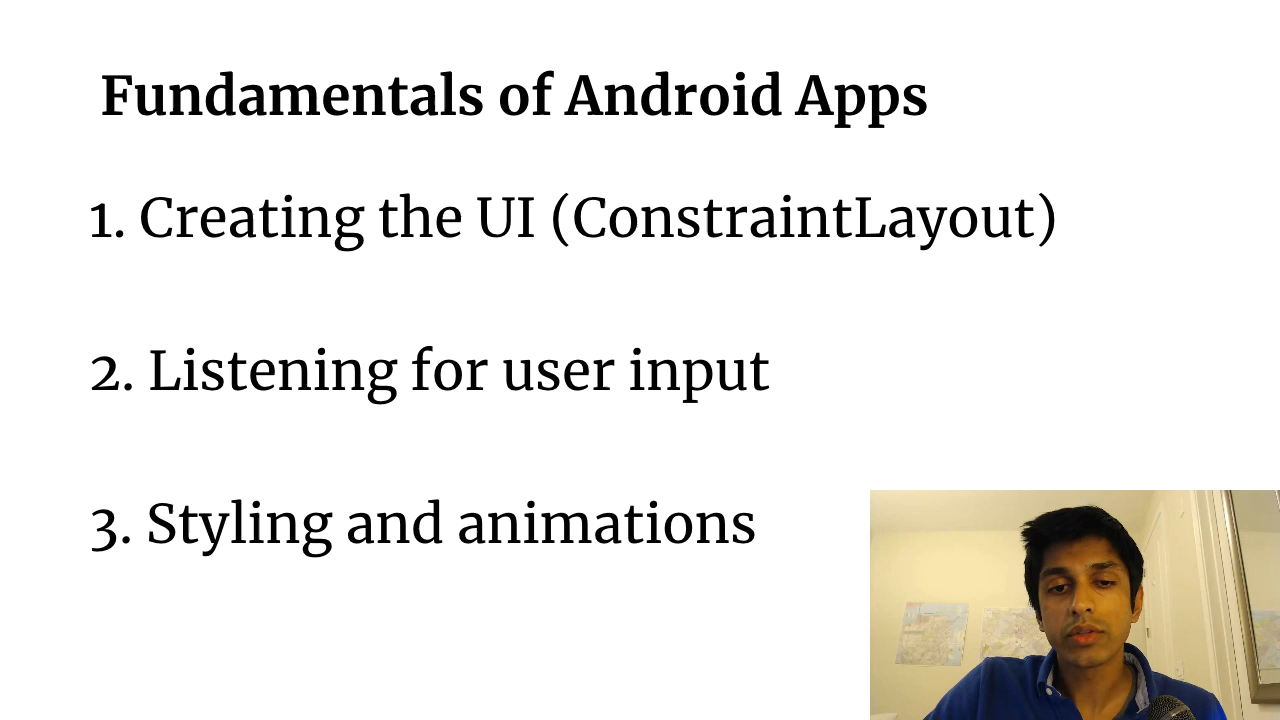 Fundamentals of Android Apps
1. Creating the UI (ConstraintLayout)
2. Listening for user input
3. Styling and animations